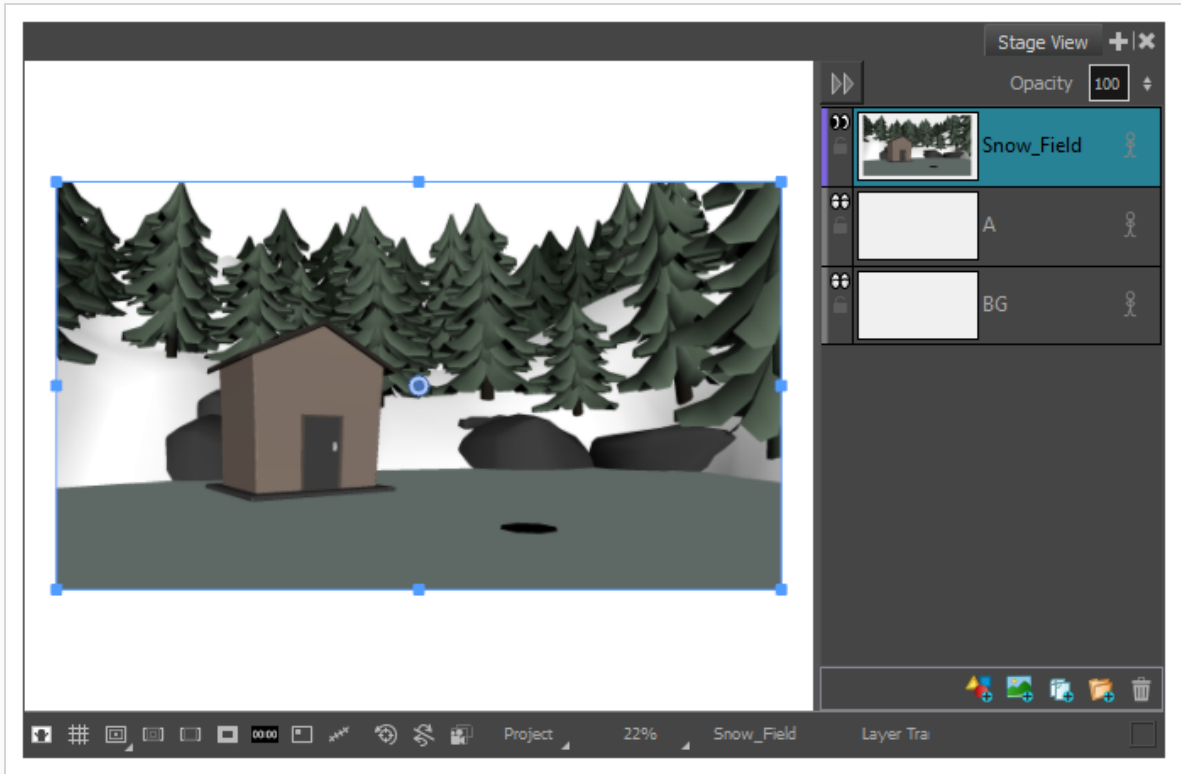 Stage View
Opacity 100
Snow_Field
A
BG
00:00 Project 22% Snow_Field Layer Tra